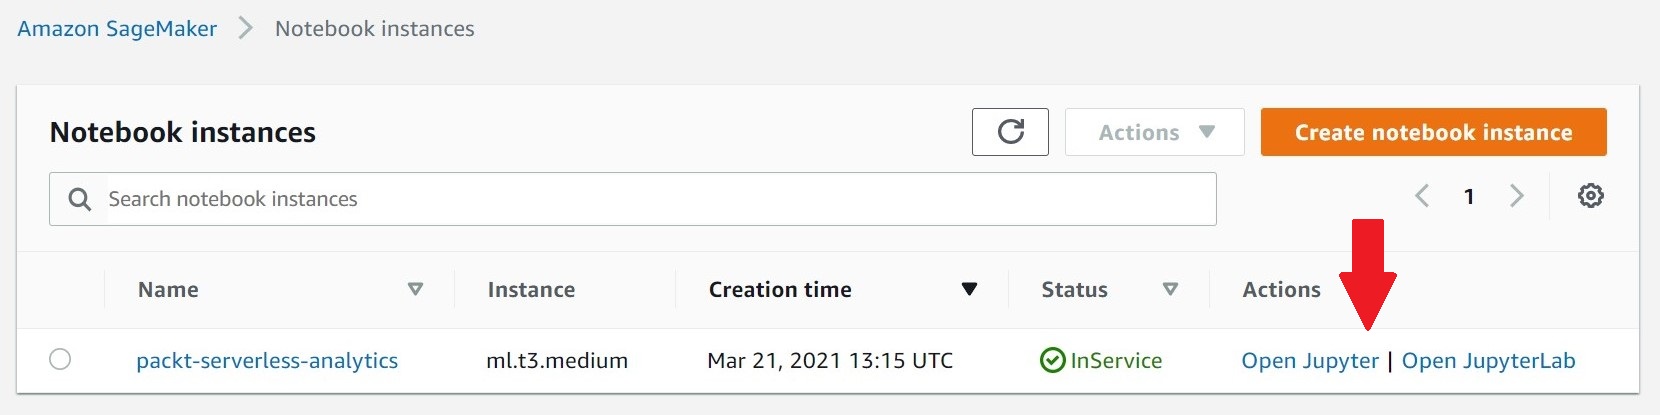 Amazon SageMaker > Notebook instances
Notebook instances
Actions
Create notebook instance
Search notebook instances
1
Name Instance Creation time Status Actions
packt-serverless-analytics ml.t3.medium Mar 21, 2021 13:15 UTC InService Open Jupyter | Open JupyterLab